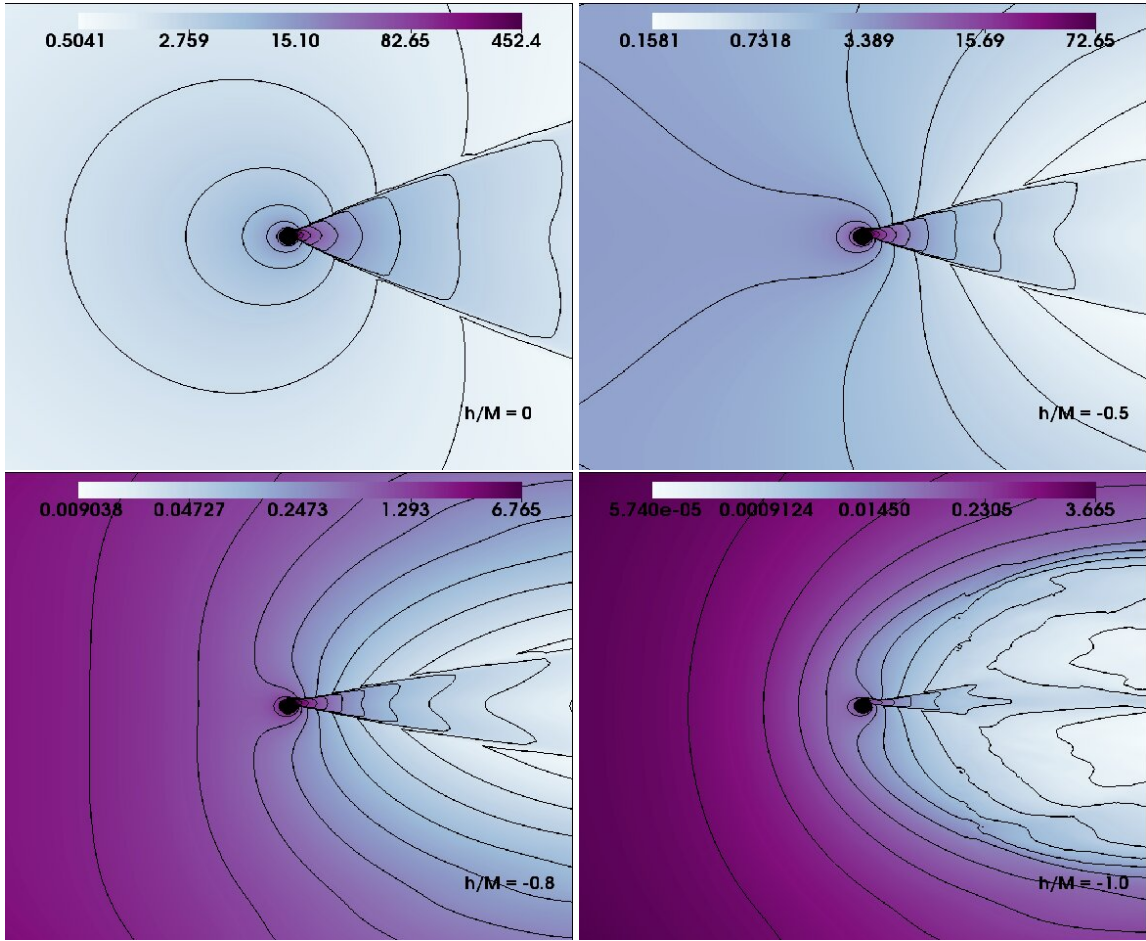 0.5041 2.759 15.10 82.65 452.4
h/M = 0
0.1581 0.7318 3.389 15.69 72.65
h/M = -0.5
0.009038 0.04727 0.2473 1.293 6.765
h/M = -0.8
5.740e-05 0.0009124 0.01450 0.2305 3.665
h/M = -1.0